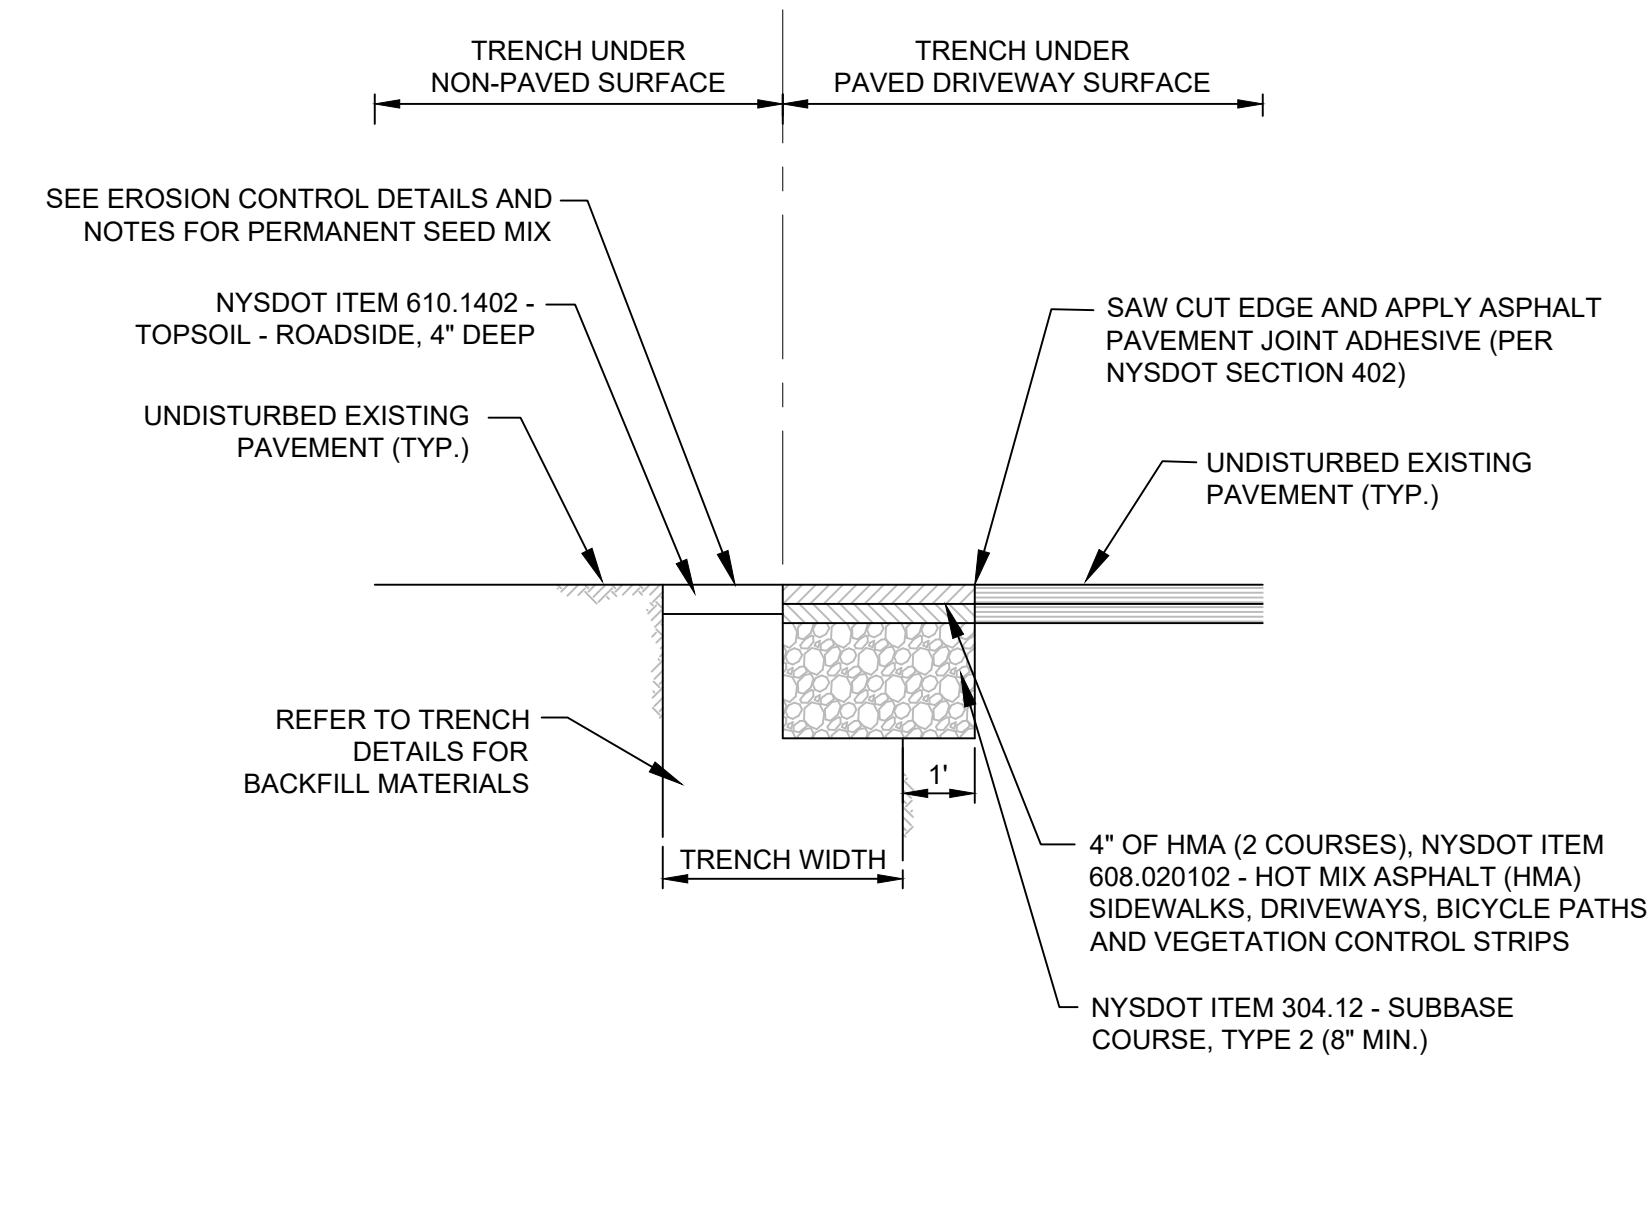 TRENCH UNDER
NON-PAVED SURFACE
TRENCH UNDER
PAVED DRIVEWAY SURFACE
SEE EROSION CONTROL DETAILS AND
NOTES FOR PERMANENT SEED MIX
NYSDOT ITEM 610.1402 -
TOPSOIL - ROADSIDE, 4" DEEP
UNDISTURBED EXISTING
PAVEMENT (TYP.)
SAW CUT EDGE AND APPLY ASPHALT
PAVEMENT JOINT ADHESIVE (PER
NYSDOT SECTION 402)
UNDISTURBED EXISTING
PAVEMENT (TYP.)
REFER TO TRENCH
DETAILS FOR
BACKFILL MATERIALS
1'
TRENCH WIDTH
4" OF HMA (2 COURSES), NYSDOT ITEM
608.020102 - HOT MIX ASPHALT (HMA)
SIDEWALKS, DRIVEWAYS, BICYCLE PATHS
AND VEGETATION CONTROL STRIPS
NYSDOT ITEM 304.12 - SUBBASE
COURSE, TYPE 2 (8" MIN.)